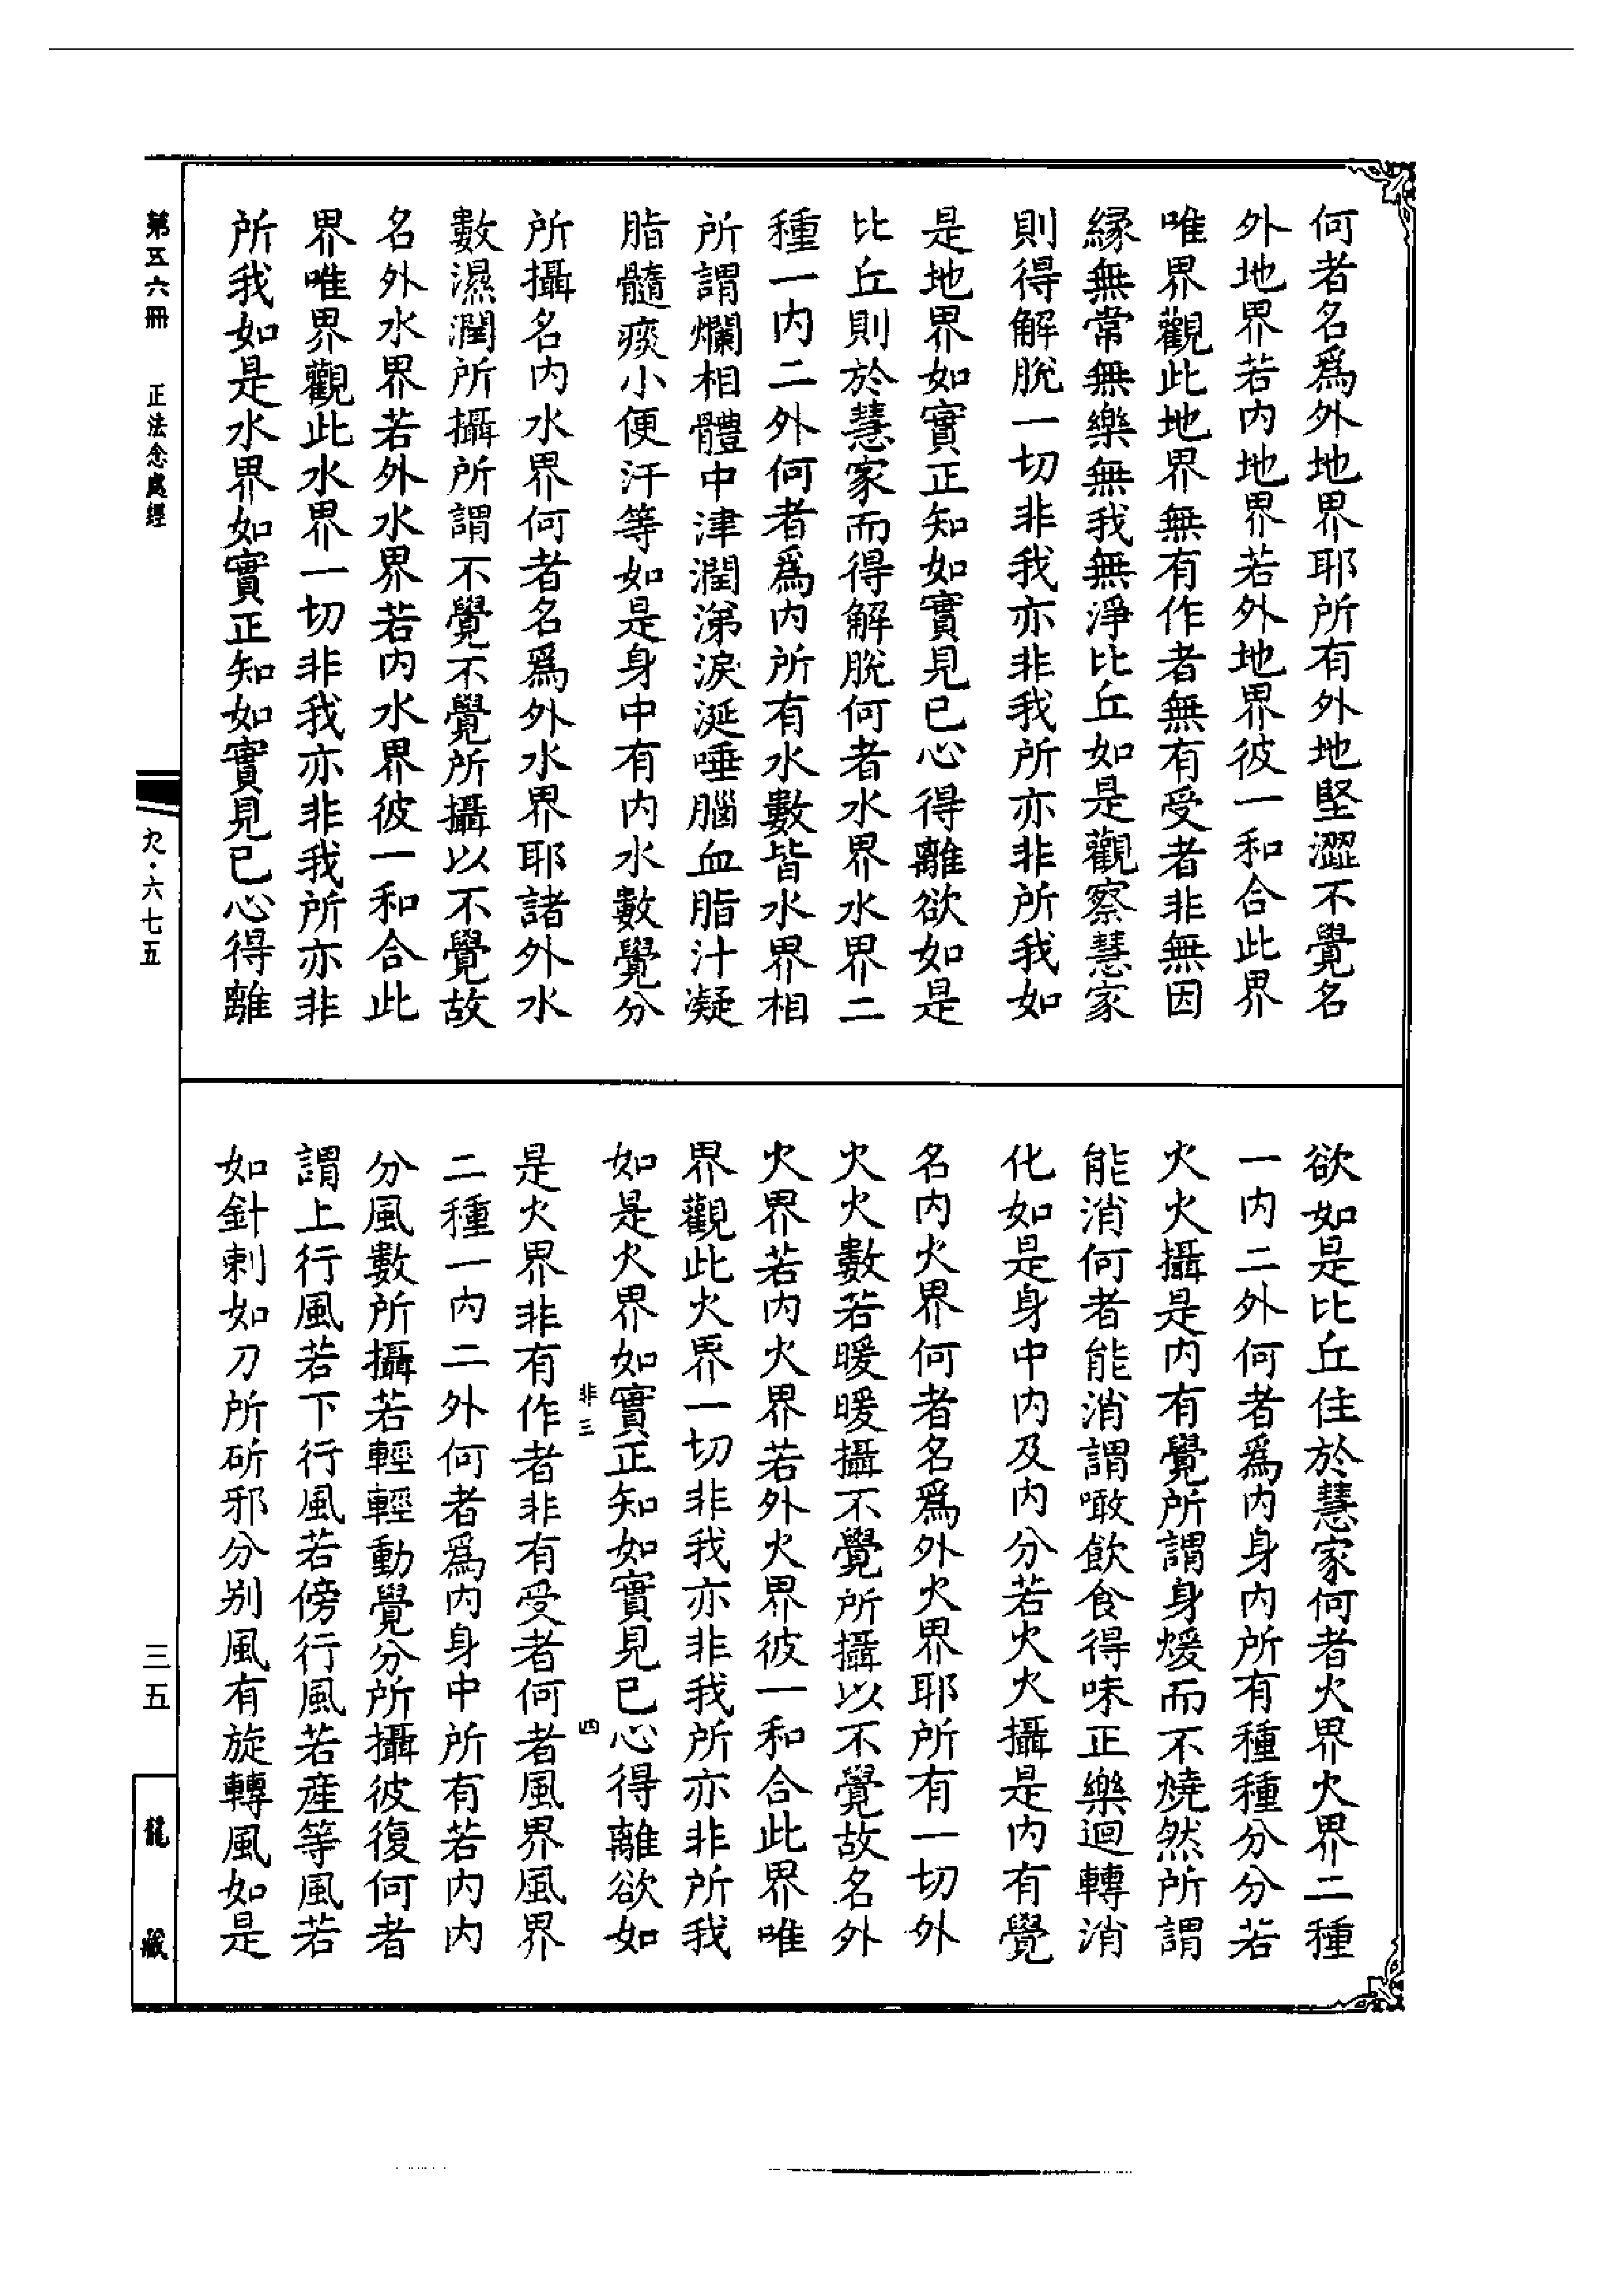 何者名爲外地界耶所有外地堅澀不覺名
外地界若内地界若外地界彼一和合此界
唯界觀此地界無有作者無有受者非無因
緣無常無樂無我無淨比丘如是觀察慧家
則得解脫一切非我亦非我所亦非所我如
是地界如實正知如實見已心得離欲如是
比丘則於慧家而得解脫何者水界水界二
種一内二外何者爲内所有水數皆水界相
所謂爛相體中津潤涕淚涎唾腦血脂汁凝
脂髓痰小便汗等如是身中有内水數覺分
所攝名内水界何者名爲外水界耶諸外水
數濕潤所攝所謂不覺不覺所攝以不覺故
名外水界若外水界若内水界彼一和合此
界唯界觀此水界一切非我亦非我所亦非
所我如是水界如實正知如實見已心得離
欲如是比丘住於慧家何者火界火界二種
一内二外何者爲内身内所有種種分分若
火火攝是内有覺所謂身煖而不燒然所謂
能消何者能消謂噉飲食得味正樂迴轉消
化如是身中内及内分若火火攝是内有覺
名内火界何者名爲外火界耶所有一切外
火火數若暖暖攝不覺所攝以不覺故名外
火界若内火界若外火界彼一和合此界唯
界觀此火界一切非我亦非我所亦非所我
如是火界如實正知如實見已心得離欲如
非三 四
是火界非有作者非有受者何者風界風界
二種一内二外何者爲内身中所有若内内
分風數所攝若輕輕動覺分所攝彼復何者
謂上行風若下行風若傍行風若産等風若
如針刺如刀所斫邪分别風有旋轉風如是
第五六冊 正法念處經
六七五
三五
龍藏